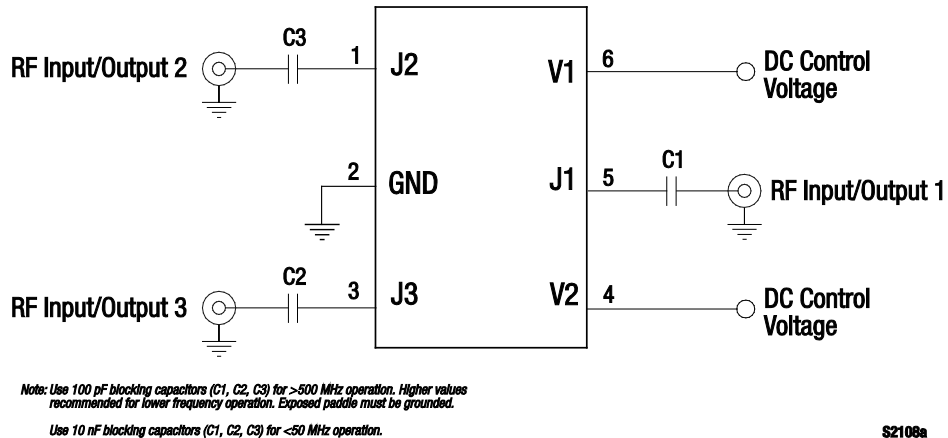 C3
RF Input/Output 2
1
J2
V1
6
DC Control
Voltage
2
GND
J1
5
C1
RF Input/Output 1
C2
RF Input/Output 3
3
J3
V2
4
DC Control
Voltage
Note: Use 100 pF blocking capacitors (C1, C2, C3) for >500 MHz operation. Higher values
recommended for lower frequency operation. Exposed paddle must be grounded.
Use 10 nF blocking capacitors (C1, C2, C3) for <50 MHz operation.
S2108a